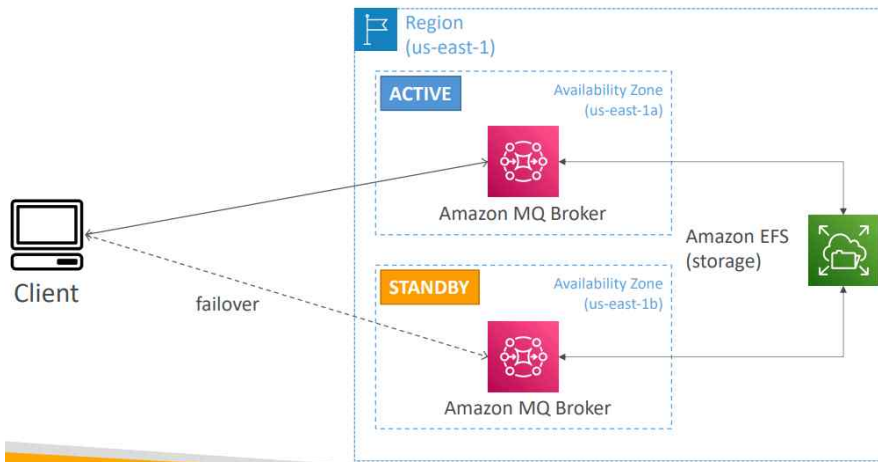 Region
(us-east-1)
ACTIVE
Availability Zone
(us-east-1a)
Amazon MQ Broker
Client
failover
Amazon EFS
(storage)
STANDBY
Availability Zone
(us-east-1b)
Amazon MQ Broker